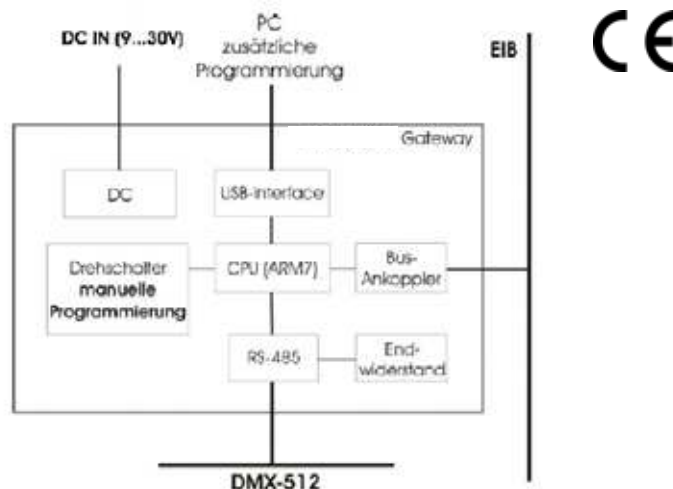 DC IN (9...30V)
PC
zusätzliche
Programmierung
EIB
CE
Gateway
DC
USB-Interface
Drehschalter
manuelle
Programmierung
CPU (ARM7)
Bus-
Ankoppler
RS-485
End-
widerstand
DMX-512